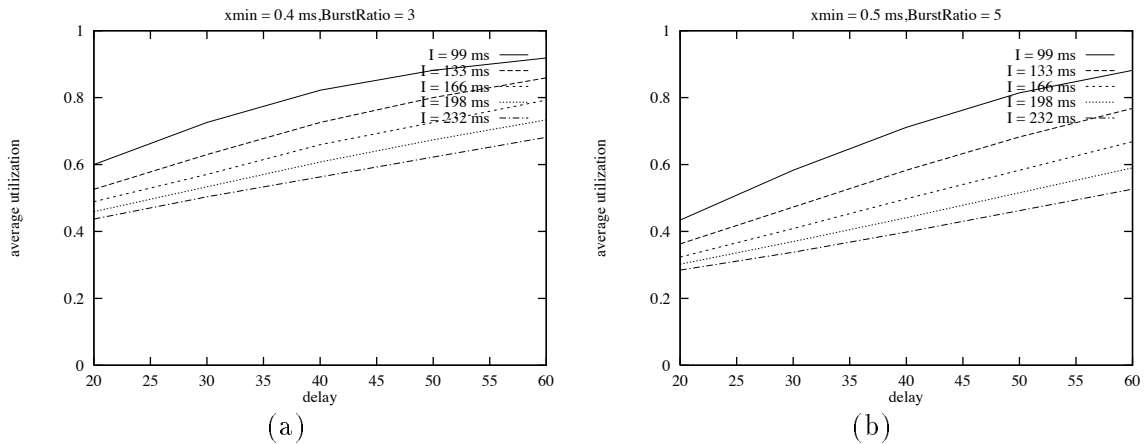 xmin = 0.4 ms,BurstRatio = 3
1
0.8
0.6
0.4
0.2
0
average utilization
I = 99 ms
I = 133 ms
I = 166 ms
I = 198 ms
I = 232 ms
20 25 30 35 40 45 50 55 60
delay
(a)
xmin = 0.5 ms,BurstRatio = 5
1
0.8
0.6
0.4
0.2
0
average utilization
I = 99 ms
I = 133 ms
I = 166 ms
I = 198 ms
I = 232 ms
20 25 30 35 40 45 50 55 60
delay
(b)